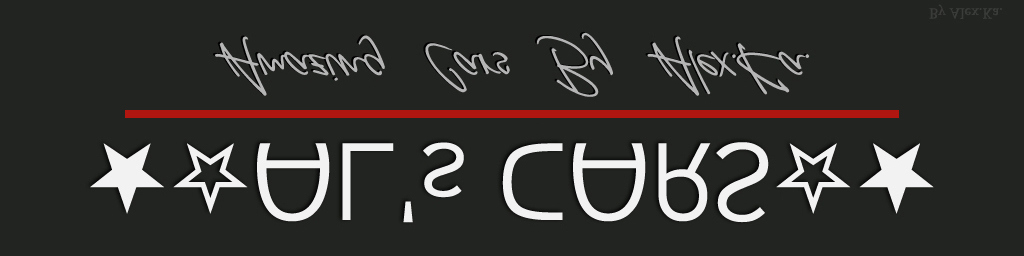 ★☆AL's CARS☆★
Amazing Cars By Alex.Ka.
By Alex.Ka.